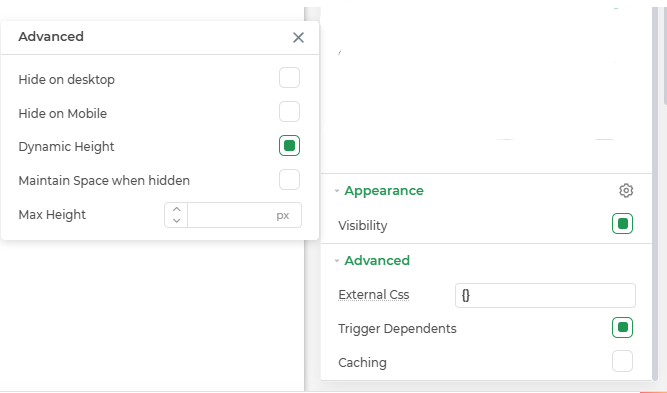 Advanced
Hide on desktop
Hide on Mobile
Dynamic Height
Maintain Space when hidden
Max Height
px
Appearance
Visibility
Advanced
External Css
{}
Trigger Dependents
Caching